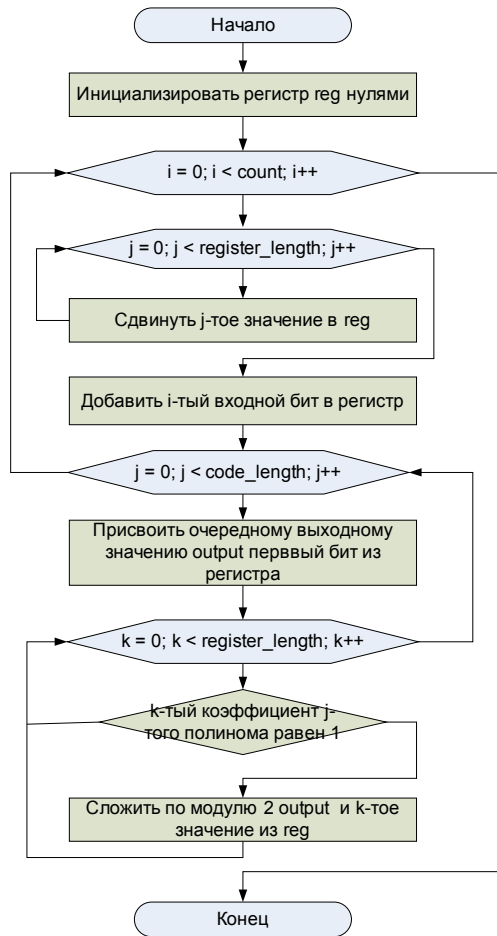 Начало
Инициализировать регистр reg нулями
i = 0; i < count; i++
j = 0; j < register_length; j++
Сдвинуть j-тое значение в reg
Добавить i-тый входной бит в регистр
j = 0; j < code_length; j++
Присвоить очередному выходному
значению output перввый бит из
регистра
k = 0; k < register_length; k++
k-тый коэффициент j-
того полинома равен 1
Сложить по модулю 2 output и k-тое
значение из reg
Конец